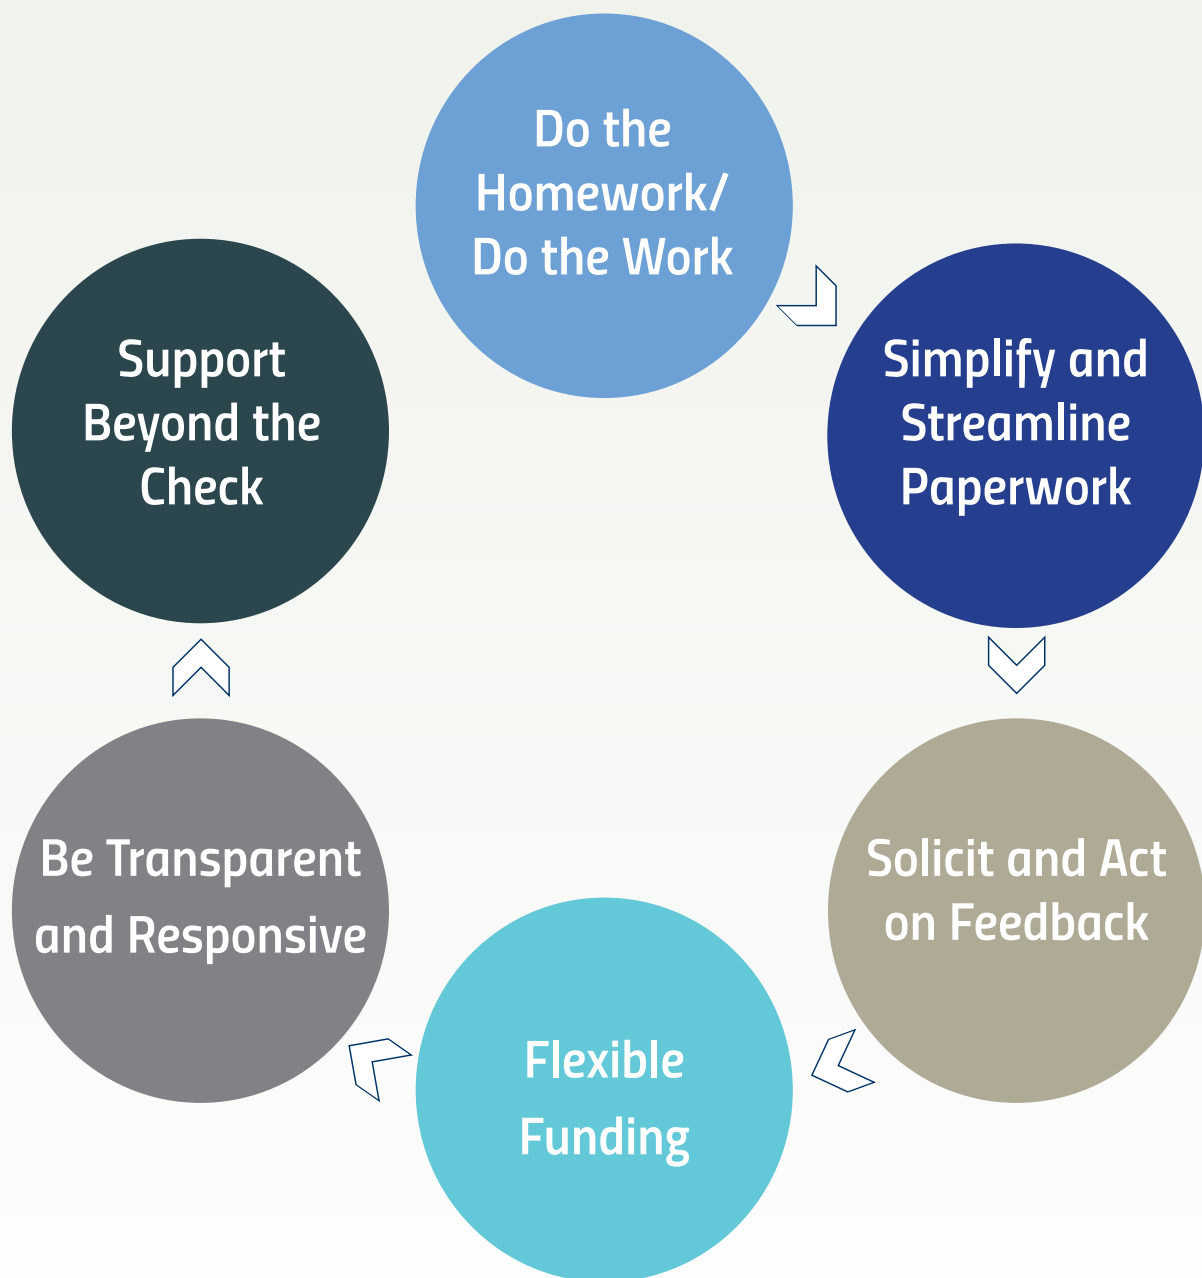 Do the
Homework/
Do the Work
Simplify and
Streamline
Paperwork
Solicit and Act
on Feedback
Flexible
Funding
Be Transparent
and Responsive
Support
Beyond the
Check